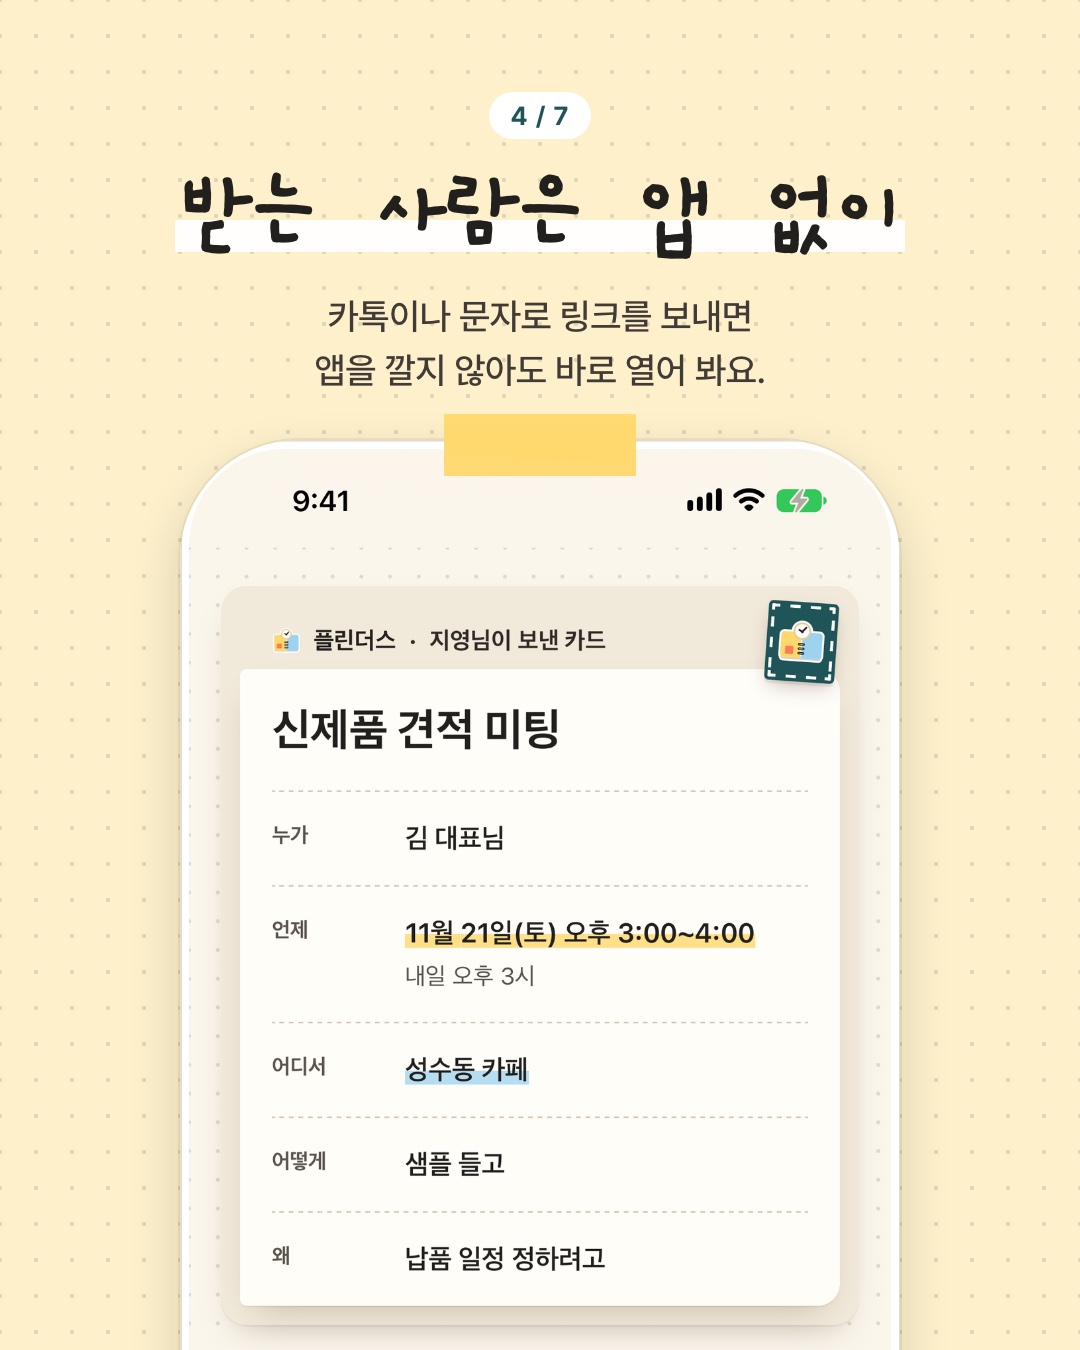 4 / 7
받는 사람은 앱 없이
카톡이나 문자로 링크를 보내면
앱을 깔지 않아도 바로 열어 봐요.
9:41
플린더스 · 지영님이 보낸 카드
신제품 견적 미팅
누가 김 대표님
언제 11월 21일(토) 오후 3:00~4:00
내일 오후 3시
어디서 성수동 카페
어떻게 샘플 들고
왜 납품 일정 정하려고